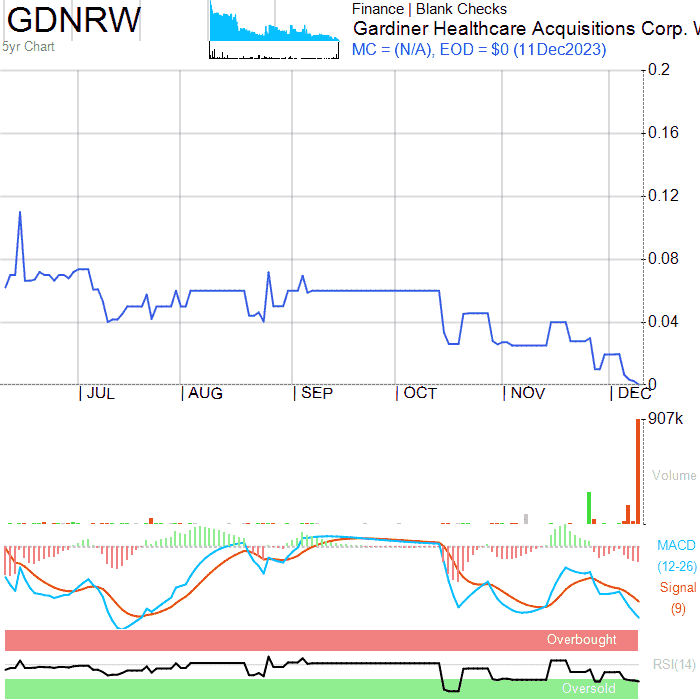 GDNRW
5yr Chart
Finance | Blank Checks
Gardiner Healthcare Acquisitions Corp. W
MC = (N/A), EOD = $0 (11Dec2023)
0.2
0.16
0.12
0.08
0.04
0
JUL AUG SEP OCT NOV DEC
907k
Volume
MACD
(12-26)
Signal
(9)
Overbought
RSI(14)
Oversold